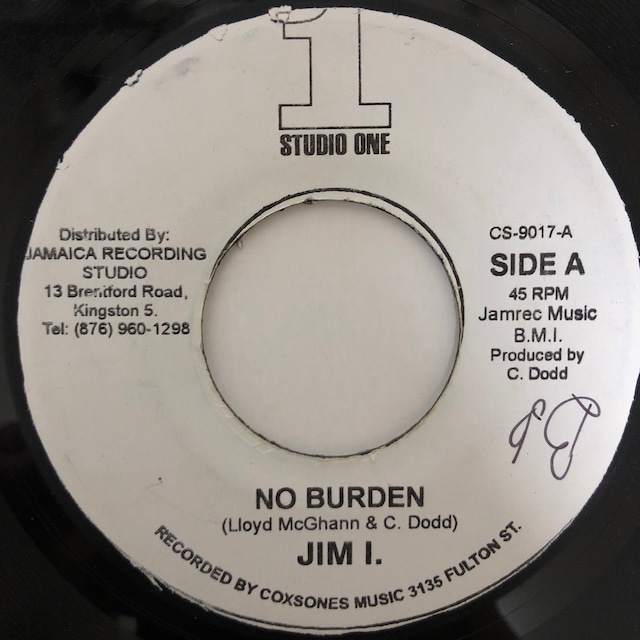 1
STUDIO ONE
Distributed By:
JAMAICA RECORDING
STUDIO
13 Brentford Road,
Kingston 5.
Tel: (876) 960-1298
CS-9017-A
SIDE A
45 RPM
Jamrec Music
B.M.I.
Produced by
C. Dodd
NO BURDEN
(Lloyd McGhann & C. Dodd)
JIM I.
RECORDED BY COXSONES MUSIC 3135 FULTON ST.